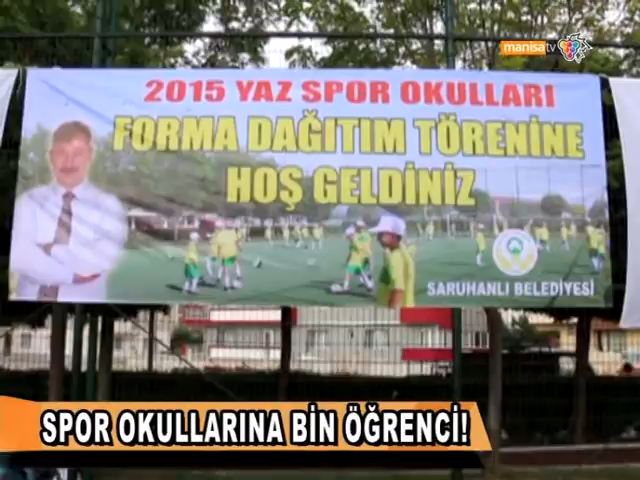 manisa tv
2015 YAZ SPOR OKULLARI
FORMA DAĞITIM TÖRENİNE
HOŞ GELDİNİZ
SARUHANLI BELEDİYESİ
SPOR OKULLARINA BİN ÖĞRENCİ!